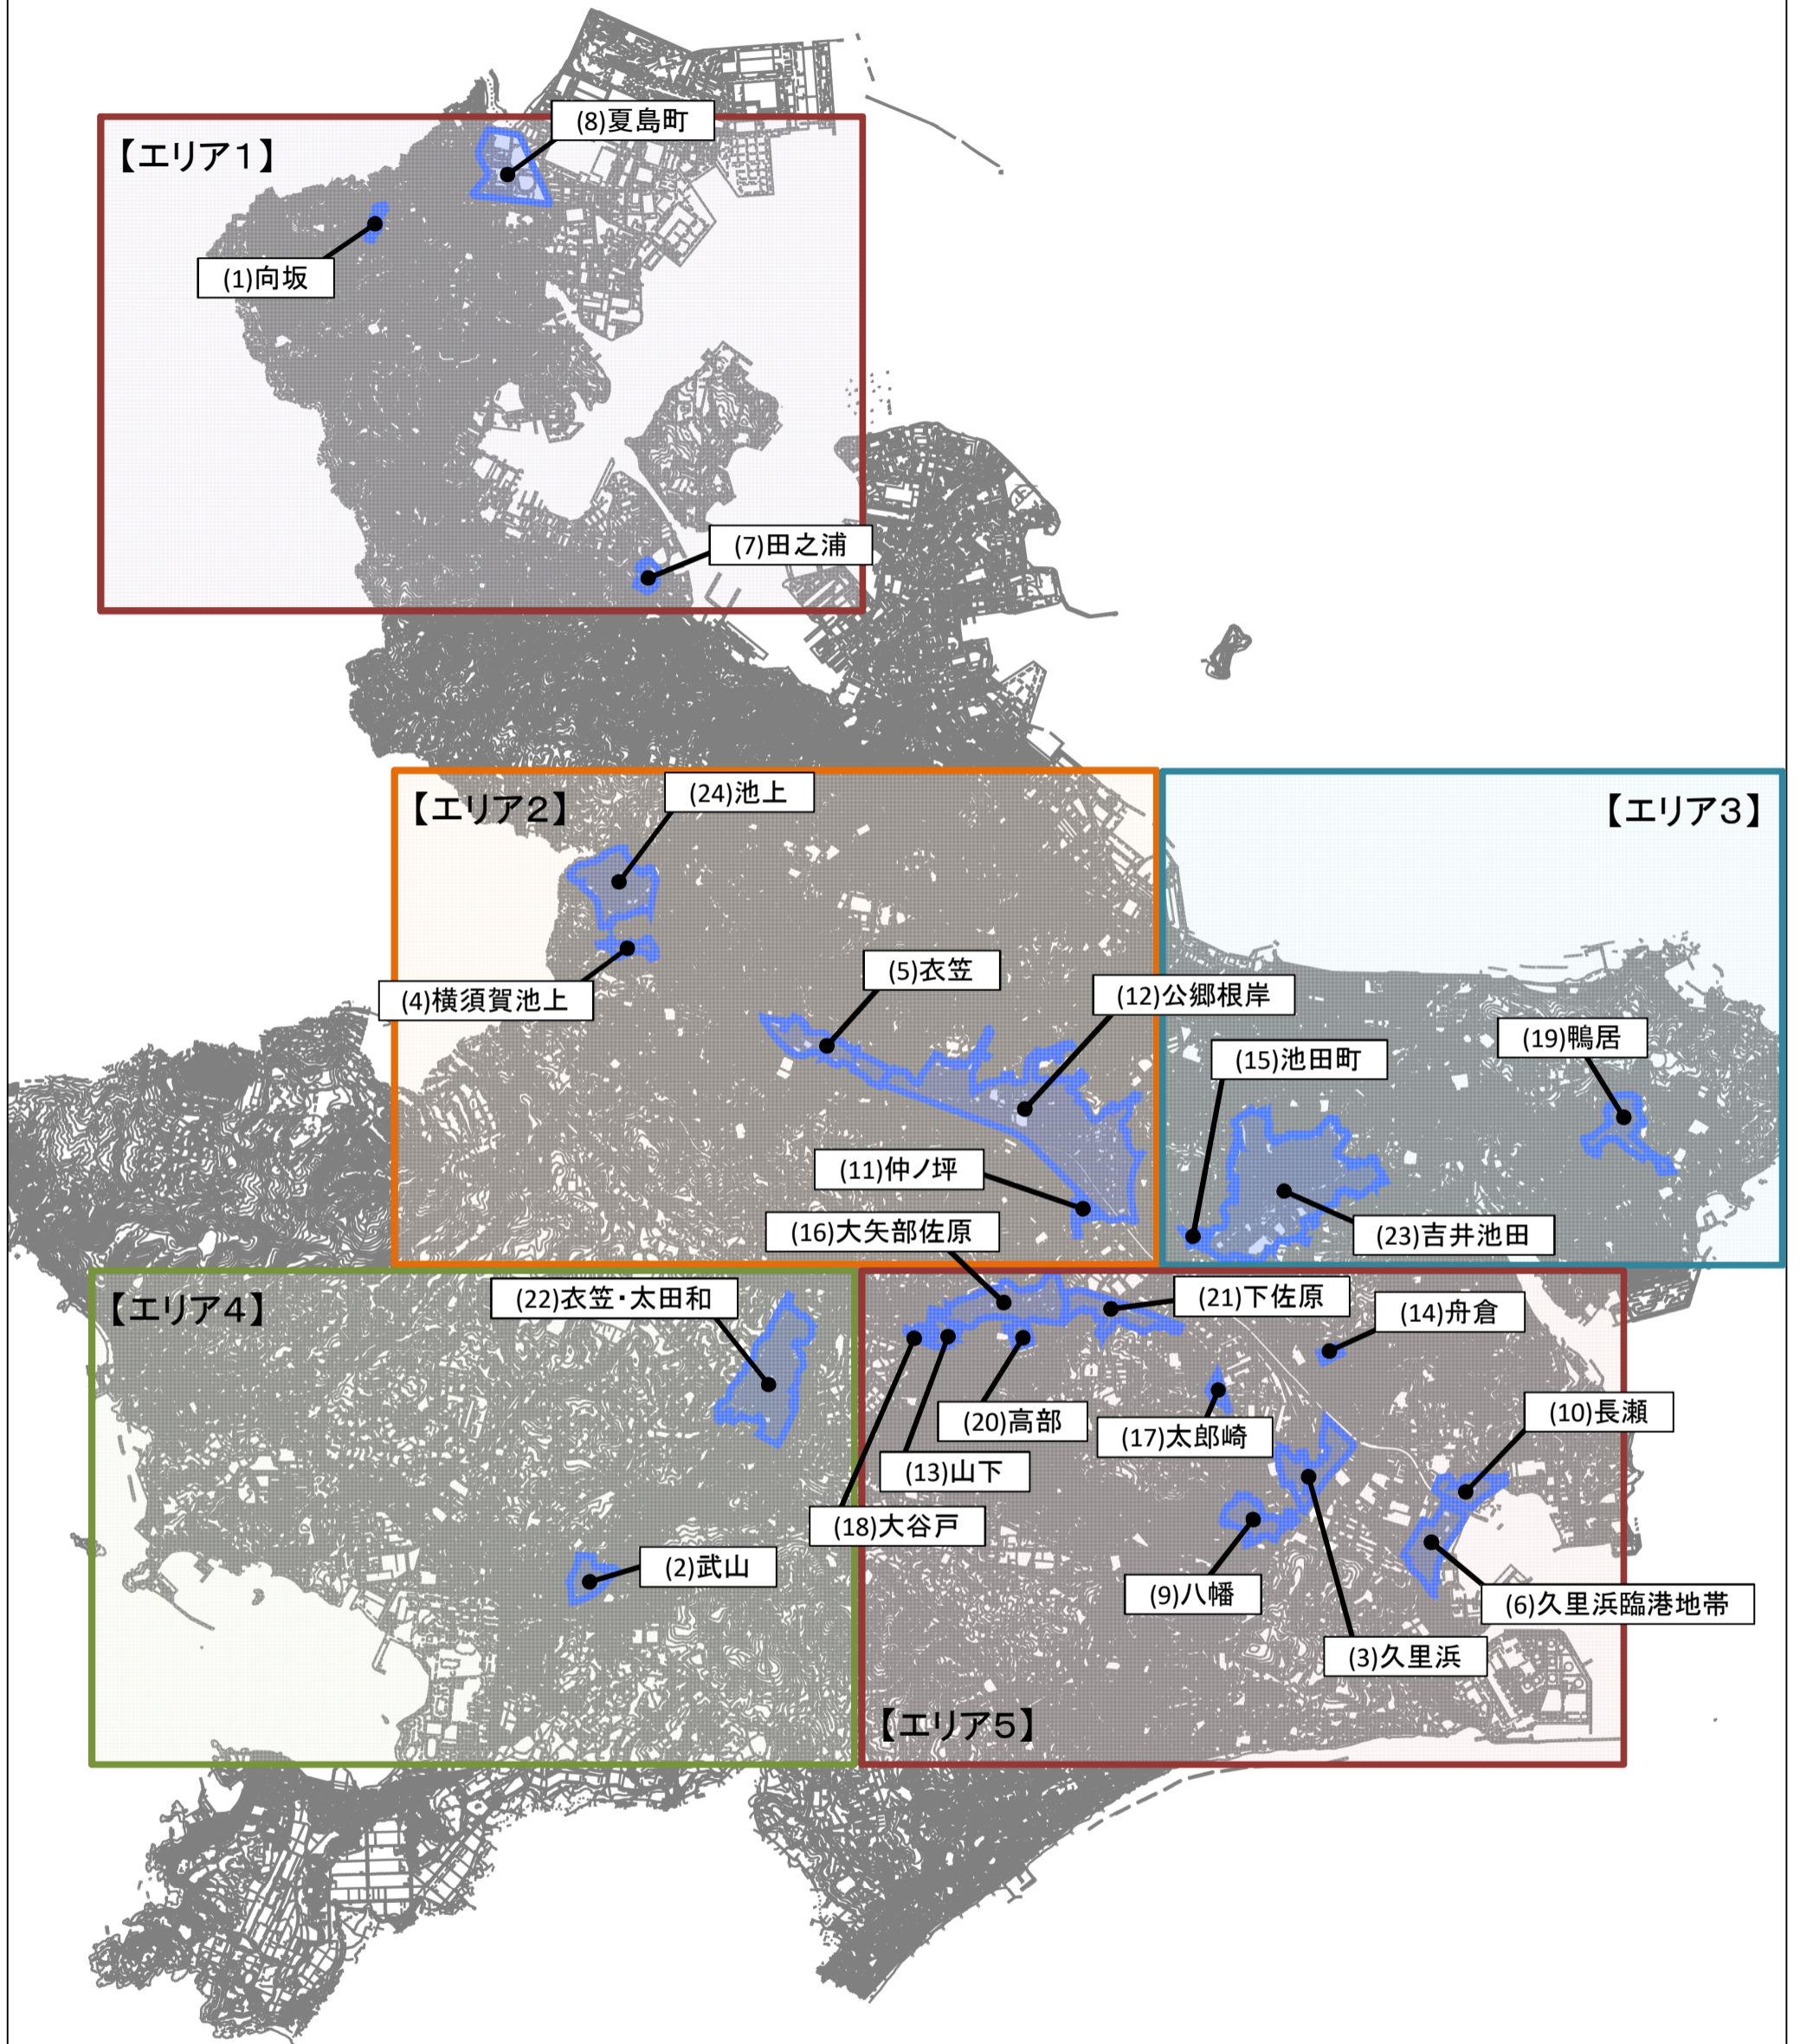 (8)夏島町
【エリア1】
(1)向坂
(7)田之浦
(24)池上
【エリア2】
【エリア3】
(5)衣笠
(4)横須賀池上
(12)公郷根岸
(19)鴨居
(15)池田町
(11)仲ノ坪
(16)大矢部佐原
(23)吉井池田
(22)衣笠・太田和
(21)下佐原
【エリア4】
(14)舟倉
(10)長瀬
(20)高部
(17)太郎崎
(13)山下
(18)大谷戸
(2)武山
(9)八幡
(6)久里浜臨港地帯
(3)久里浜
【エリア5】